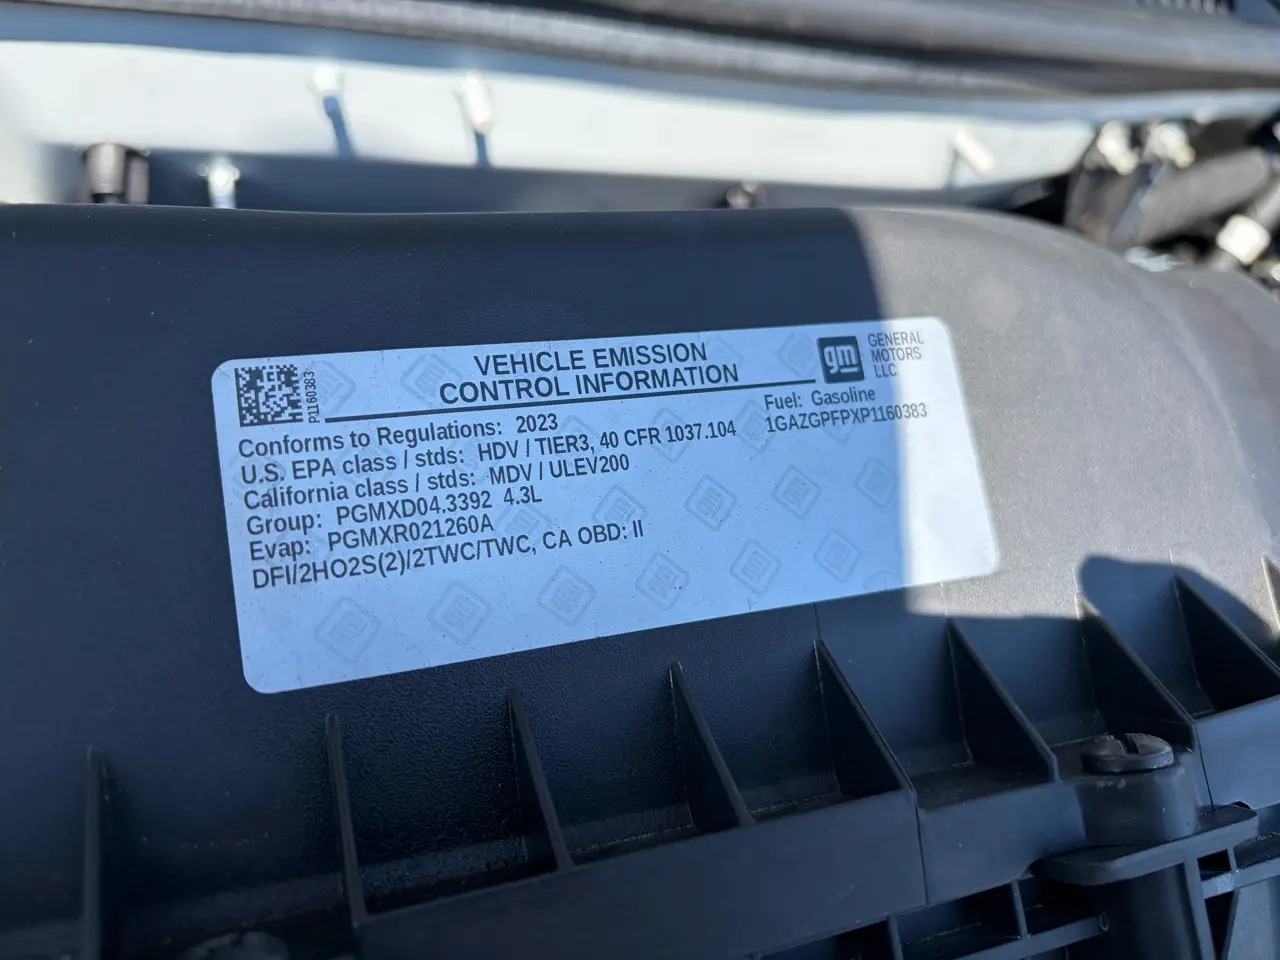 VEHICLE EMISSION
CONTROL INFORMATION
gm
GENERAL
MOTORS
LLC
P1160383
Conforms to Regulations: 2023
Fuel: Gasoline
U.S. EPA class / stds: HDV / TIER3, 40 CFR 1037.104
1GAZGPFPXP1160383
California class / stds: MDV / ULEV200
Group: PGMXD04.3392 4.3L
Evap: PGMXR021260A
DFI/2HO2S(2)/2TWC/TWC, CA OBD: II